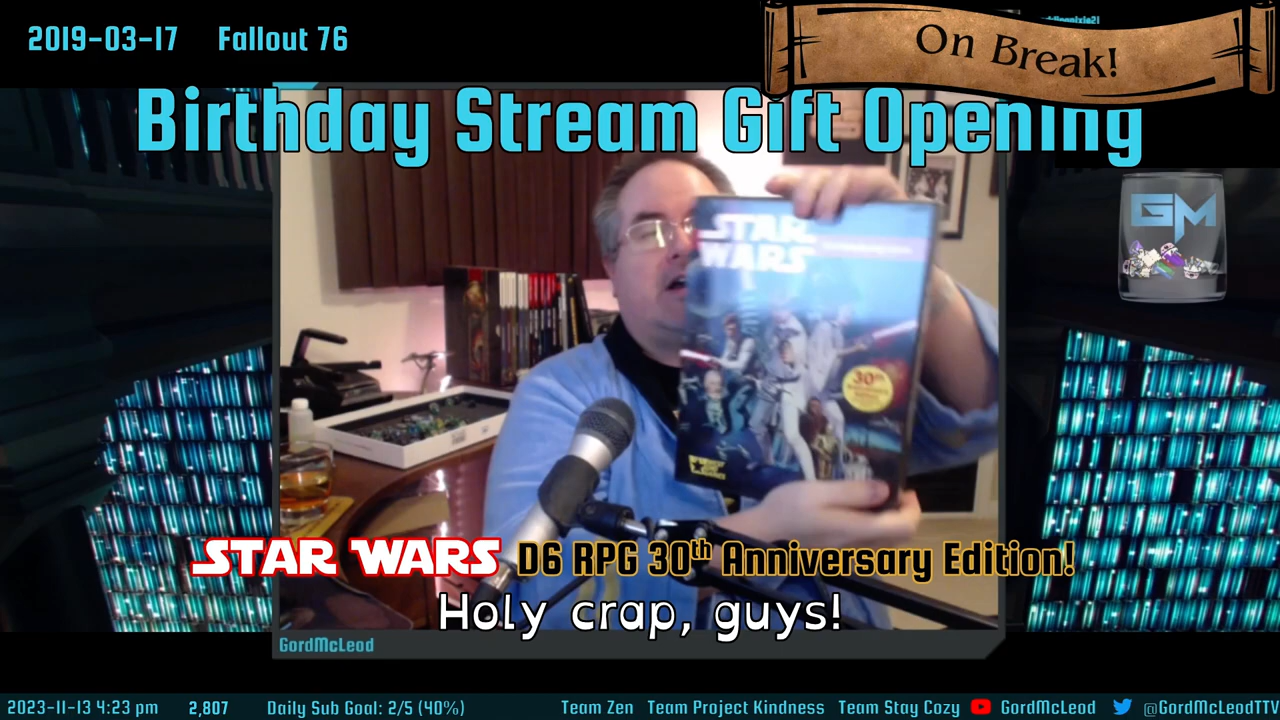 2019-03-17 Fallout 76
On Break!
Birthday Stream Gift Opening
GM
STAR
WARS
30th
STAR WARS D6 RPG 30th Anniversary Edition!
Holy crap, guys!
GordMcLeod
2023-11-13 4:23 pm 2,807 Daily Sub Goal: 2/5 (40%) Team Zen Team Project Kindness Team Stay Cozy GordMcLeod @GordMcLeodTTV